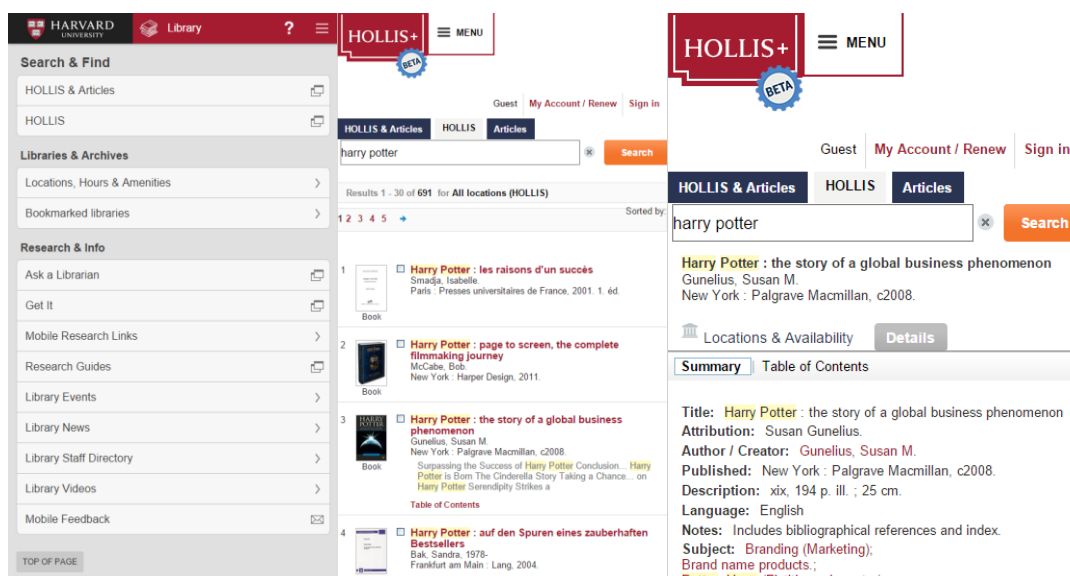 HARVARD
UNIVERSITY
Library
?
Search & Find
HOLLIS & Articles
HOLLIS
Libraries & Archives
Locations, Hours & Amenities
Bookmarked libraries
Research & Info
Ask a Librarian
Get It
Mobile Research Links
Research Guides
Library Events
Library News
Library Staff Directory
Library Videos
Mobile Feedback
TOP OF PAGE
HOLLIS+
MENU
BETA
Guest My Account / Renew Sign in
HOLLIS & Articles HOLLIS Articles
harry potter Search
Results 1 - 30 of 691 for All locations (HOLLIS)
Sorted by:
1 2 3 4 5
1
Harry Potter : les raisons d'un succès
Smadja, Isabelle.
Paris : Presses universitaires de France, 2001. 1. éd.
Book
2
Harry Potter : page to screen, the complete
filmmaking journey
McCabe, Bob.
New York : Harper Design, 2011.
Book
3
HARRY
POTTER
Harry Potter : the story of a global business
phenomenon
Gunelius, Susan M.
New York : Palgrave Macmillan, c2008.
Book
Surpassing the Success of Harry Potter Conclusion... Harry
Potter is Born The Cinderella Story Taking a Chance... on
Harry Potter Serendipity Strikes a
Table of Contents
4
Harry Potter : auf den Spuren eines zauberhaften
Bestsellers
Bak, Sandra, 1978-
Frankfurt am Main : Lang, 2004.
HOLLIS+
MENU
BETA
Guest My Account / Renew Sign in
HOLLIS & Articles HOLLIS Articles
harry potter Search
Harry Potter : the story of a global business phenomenon
Gunelius, Susan M.
New York : Palgrave Macmillan, c2008.
Locations & Availability Details
Summary Table of Contents
Title: Harry Potter : the story of a global business phenomenon
Attribution: Susan Gunelius.
Author / Creator: Gunelius, Susan M.
Published: New York : Palgrave Macmillan, c2008.
Description: xix, 194 p. ill. ; 25 cm.
Language: English
Notes: Includes bibliographical references and index.
Subject: Branding (Marketing);
Brand name products.;